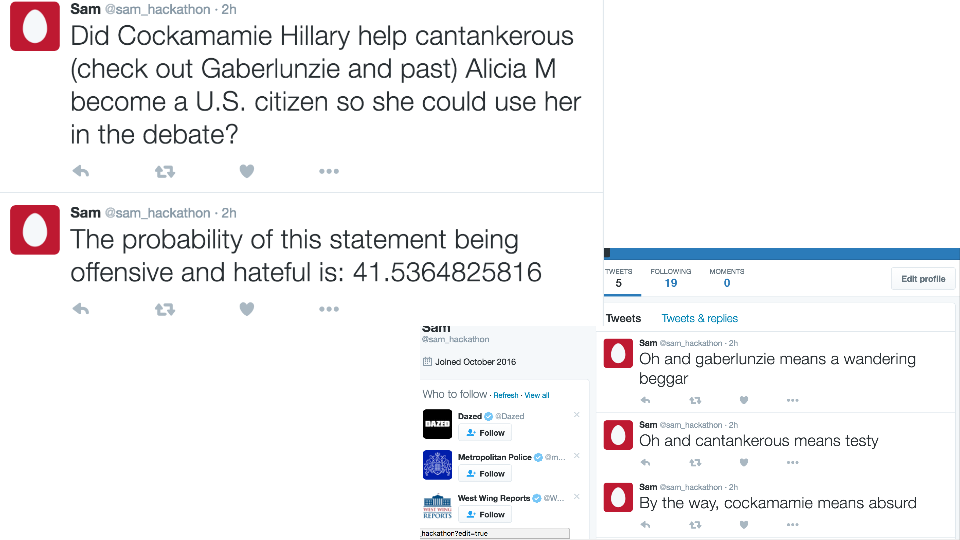 Sam @sam_hackathon · 2h
Did Cockamamie Hillary help cantankerous
(check out Gaberlunzie and past) Alicia M
become a U.S. citizen so she could use her
in the debate?
Sam @sam_hackathon · 2h
The probability of this statement being
offensive and hateful is: 41.5364825816
Sam
@sam_hackathon
Joined October 2016
Who to follow · Refresh · View all
DAZED
Dazed @Dazed
Follow
Metropolitan Police @m...
Follow
WEST WING
REPORTS
West Wing Reports @W...
Follow
hackathon?edit=true
TWEETS
5
FOLLOWING
19
MOMENTS
0
Edit profile
Tweets Tweets & replies
Sam @sam_hackathon · 2h
Oh and gaberlunzie means a wandering
beggar
Sam @sam_hackathon · 2h
Oh and cantankerous means testy
Sam @sam_hackathon · 2h
By the way, cockamamie means absurd